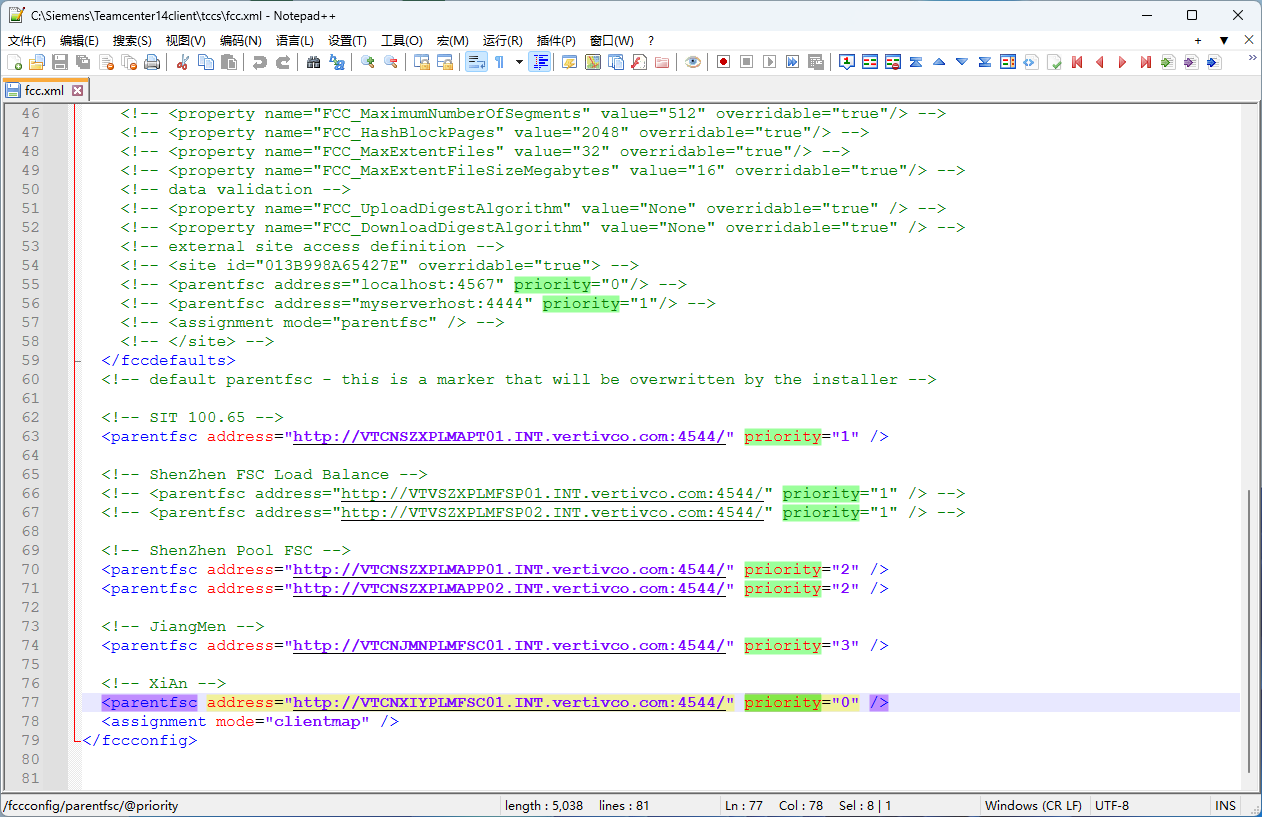 C:\Siemens\Teamcenter14client\tccs\fcc.xml - Notepad++
文件(F) 编辑(E) 搜索(S) 视图(V) 编码(N) 语言(L) 设置(T) 工具(O) 宏(M) 运行(R) 插件(P) 窗口(W) ? + ▼ X
fcc.xml
46 <!-- <property name="FCC_MaximumNumberOfSegments" value="512" overridable="true"/> -->
47 <!-- <property name="FCC_HashBlockPages" value="2048" overridable="true"/> -->
48 <!-- <property name="FCC_MaxExtentFiles" value="32" overridable="true"/> -->
49 <!-- <property name="FCC_MaxExtentFileSizeMegabytes" value="16" overridable="true"/> -->
50 <!-- data validation -->
51 <!-- <property name="FCC_UploadDigestAlgorithm" value="None" overridable="true" /> -->
52 <!-- <property name="FCC_DownloadDigestAlgorithm" value="None" overridable="true" /> -->
53 <!-- external site access definition -->
54 <!-- <site id="013B998A65427E" overridable="true"> -->
55 <!-- <parentfsc address="localhost:4567" priority="0"/> -->
56 <!-- <parentfsc address="myserverhost:4444" priority="1"/> -->
57 <!-- <assignment mode="parentfsc" /> -->
58 <!-- </site> -->
59 </fccdefaults>
60 <!-- default parentfsc - this is a marker that will be overwritten by the installer -->
61
62 <!-- SIT 100.65 -->
63 <parentfsc address="http://VTCNSZXPLMAPT01.INT.vertivco.com:4544/" priority="1" />
64
65 <!-- ShenZhen FSC Load Balance -->
66 <!-- <parentfsc address="http://VTVSZXPLMFSP01.INT.vertivco.com:4544/" priority="1" /> -->
67 <!-- <parentfsc address="http://VTVSZXPLMFSP02.INT.vertivco.com:4544/" priority="1" /> -->
68
69 <!-- ShenZhen Pool FSC -->
70 <parentfsc address="http://VTCNSZXPLMAPP01.INT.vertivco.com:4544/" priority="2" />
71 <parentfsc address="http://VTCNSZXPLMAPP02.INT.vertivco.com:4544/" priority="2" />
72
73 <!-- JiangMen -->
74 <parentfsc address="http://VTCNJMNPLMFSC01.INT.vertivco.com:4544/" priority="3" />
75
76 <!-- XiAn -->
77 <parentfsc address="http://VTCNXIYPLMFSC01.INT.vertivco.com:4544/" priority="0" />
78 <assignment mode="clientmap" />
79 </fccconfig>
80
81
/fccconfig/parentfsc/@priority length : 5,038 lines : 81 Ln : 77 Col : 78 Sel : 8 | 1 Windows (CR LF) UTF-8 INS